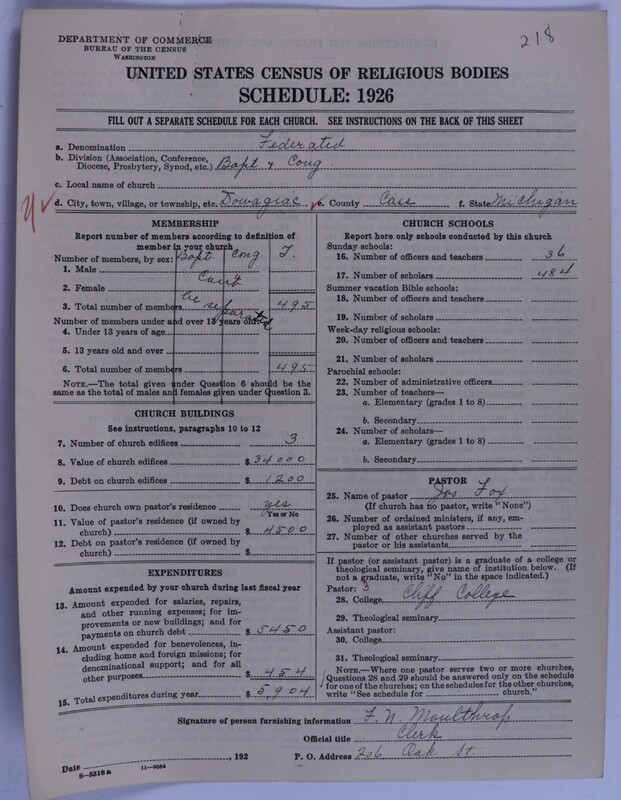 218
DEPARTMENT OF COMMERCE
BUREAU OF THE CENSUS
WASHINGTON
UNITED STATES CENSUS OF RELIGIOUS BODIES
SCHEDULE: 1926
FILL OUT A SEPARATE SCHEDULE FOR EACH CHURCH. SEE INSTRUCTIONS ON THE BACK OF THIS SHEET
a. Denomination Federated
b. Division (Association, Conference, Diocese, Presbytery, Synod, etc.) Bapt & Cong
c. Local name of church
d. City, town, village, or township, etc. Dowagiac e. County Cass f. State Michigan
MEMBERSHIP
Report number of members according to definition of
member in your church
Number of members, by sex: Bapt Cong T.
1. Male
Cant
2. Female
be separated
3. Total number of members 495
Number of members under and over 13 years old:
4. Under 13 years of age
5. 13 years old and over
6. Total number of members 495
NOTE.—The total given under Question 6 should be
same as the total of males and females given under Question 3.
CHURCH BUILDINGS
See instructions, paragraphs 10 to 12
7. Number of church edifices 3
8. Value of church edifices $ 34000
9. Debt on church edifices $ 1200
10. Does church own pastor's residence yes
Yes or No
11. Value of pastor's residence (if owned by
church) $ 4500
12. Debt on pastor's residence (if owned by
church) $
EXPENDITURES
Amount expended by your church during last fiscal year
13. Amount expended for salaries, repairs,
and other running expenses; for im-
provements or new buildings; and for
payments on church debt $ 5450
14. Amount expended for benevolences, in-
cluding home and foreign missions; for
denominational support; and for all
other purposes $ 454
15. Total expenditures during year $ 5,904
CHURCH SCHOOLS
Report here only schools conducted by this church
Sunday schools:
16. Number of officers and teachers 36
17. Number of scholars 484
Summer vacation Bible schools:
18. Number of officers and teachers
19. Number of scholars
Week-day religious schools:
20. Number of officers and teachers
21. Number of scholars
Parochial schools:
22. Number of administrative officers
23. Number of teachers—
a. Elementary (grades 1 to 8)
b. Secondary
24. Number of scholars—
a. Elementary (grades 1 to 8)
b. Secondary
PASTOR
25. Name of pastor Jos Fox
(If church has no pastor, write "None")
26. Number of ordained ministers, if any, em-
ployed as assistant pastors
27. Number of other churches served by the
pastor or his assistants
If pastor (or assistant pastor) is a graduate of a college or
theological seminary, give name of institution below. (If
not a graduate, write "No" in the space indicated.)
Pastor: 3
28. College Cliff College
29. Theological seminary
Assistant pastor:
30. College
31. Theological seminary
NOTE.—Where one pastor serves two or more churches,
Questions 28 and 29 should be answered only on the schedule
for one of the churches; on the schedules for the other churches,
write "See schedule for church."
Signature of person furnishing information F. N. Moulthrop
Official title Clerk
Date , 192 P. O. Address 206 Oak St
8-5318a 11-9084